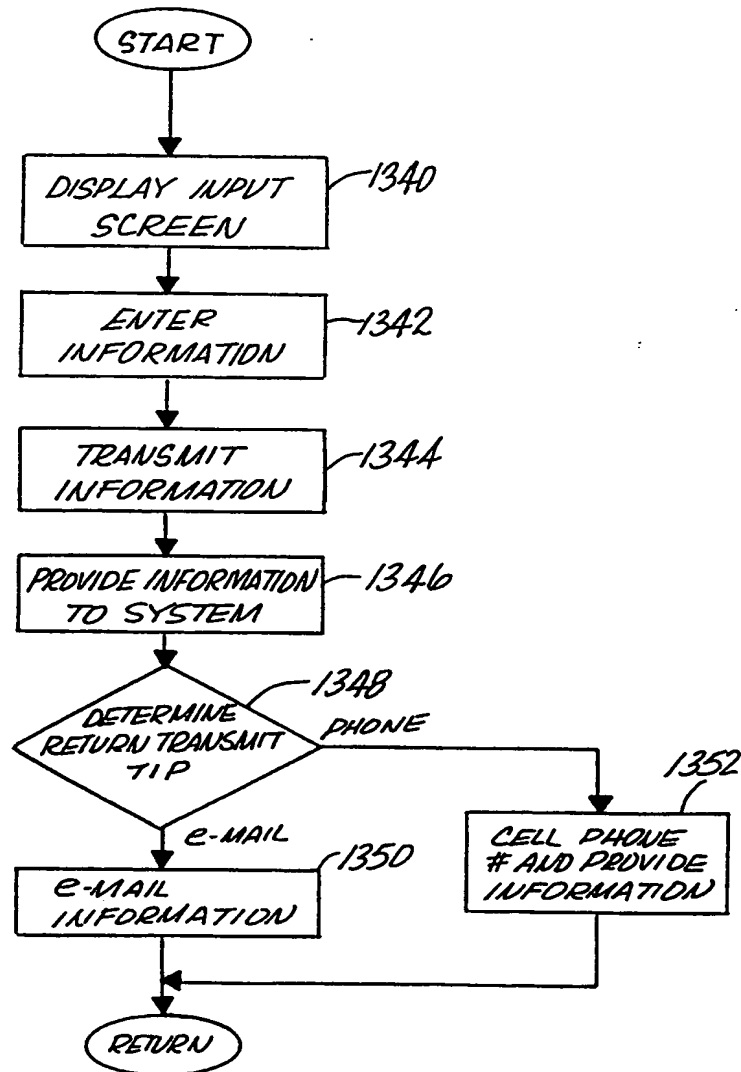 START
DISPLAY INPUT
SCREEN
1340
ENTER
INFORMATION
1342
TRANSMIT
INFORMATION
1344
PROVIDE INFORMATION
TO SYSTEM
1346
DETERMINE
RETURN TRANSMIT
TIP
1348
PHONE
e-MAIL
1352
CELL PHONE
# AND PROVIDE
INFORMATION
1350
e-MAIL
INFORMATION
RETURN